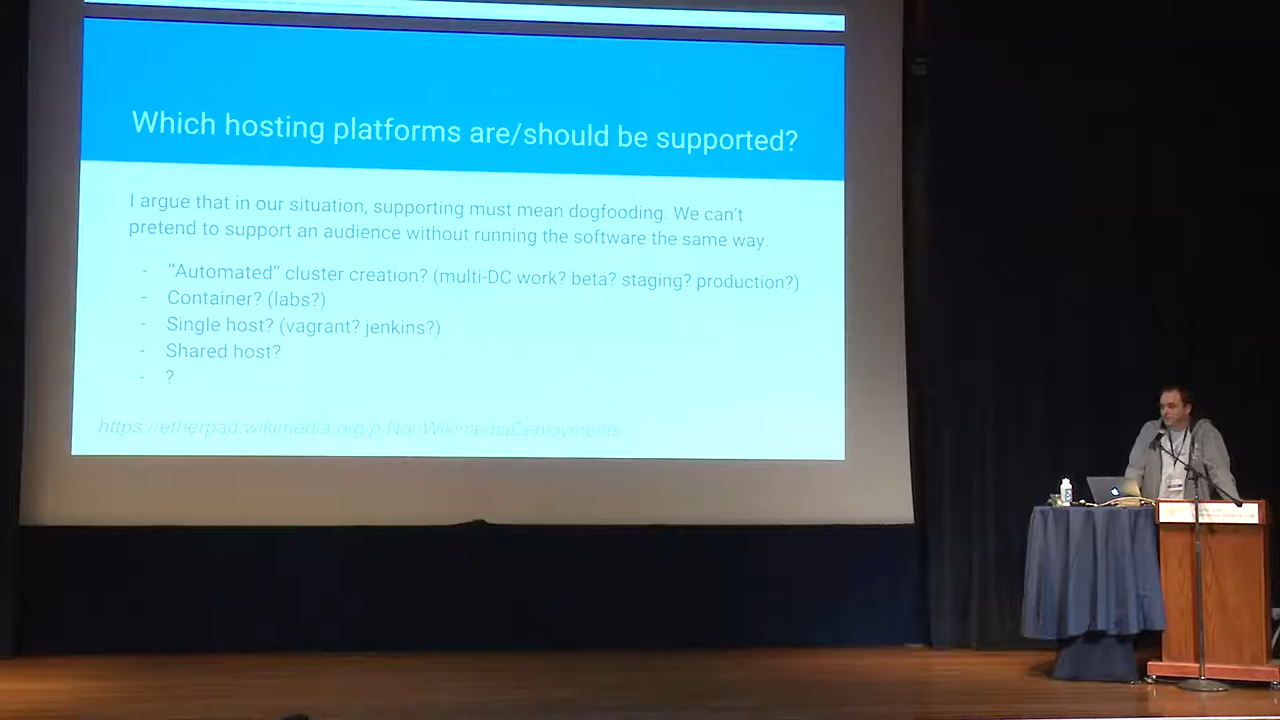 Which hosting platforms are/should be supported?
I argue that in our situation, supporting must mean dogfooding. We can't
pretend to support an audience without running the software the same way.
- "Automated" cluster creation? (multi-DC work? beta? staging? production?)
- Container? (labs?)
- Single host? (vagrant? jenkins?)
- Shared host?
- ?
https://etherpad.wikimedia.org/p/NonWikimediaDeployments